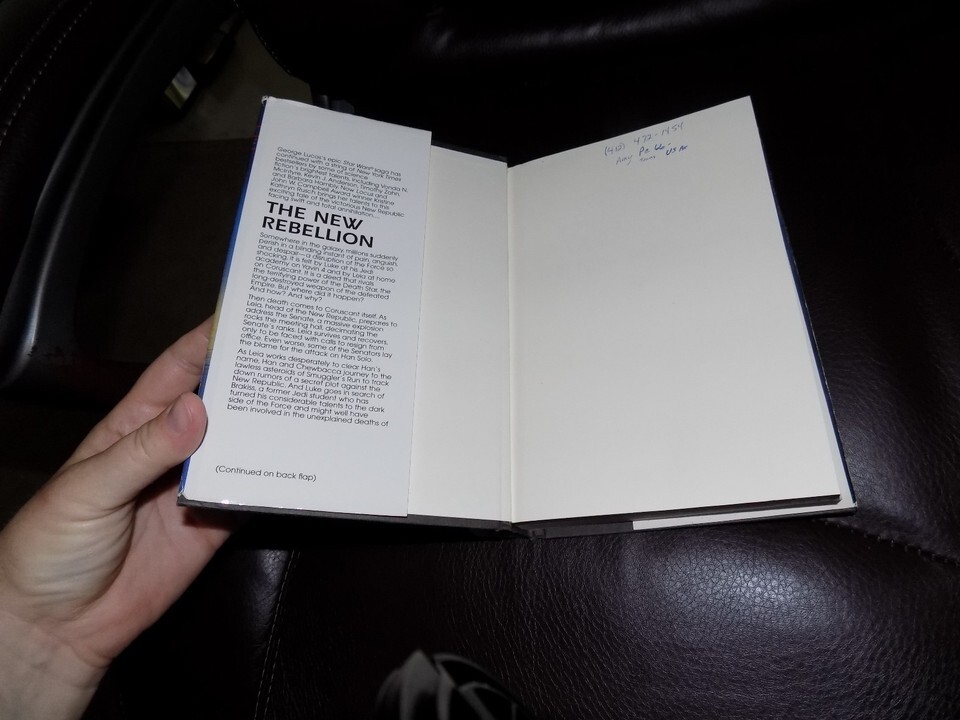 George Lucas's epic Star Wars® saga has
continued with a string of New York Times
bestsellers by some of science
fiction's brightest talents, including Vonda N.
McIntyre, Kevin J. Anderson, Timothy Zahn,
and Barbara Hambly. Now Locus and
John W. Campbell Award winner Kristine
Kathryn Rusch brings her talents to this
exciting tale of the victorious New Republic
facing swift and total annihilation...
THE NEW
REBELLION
Somewhere in the galaxy, millions suddenly
perish in a blinding instant of pain, anguish,
and despair—a disruption of the Force so
shocking, it is felt by Luke at his Jedi
academy on Yavin 4 and by Leia at home
on Coruscant. It is a deed that rivals
the terrifying power of the Death Star, the
long-destroyed weapon of the defeated
Empire. But where did it happen?
And how? And why?
Then death comes to Coruscant itself. As
Leia, head of the New Republic, prepares to
address the Senate, a massive explosion
rocks the meeting hall, decimating the
Senate's ranks. Leia survives and recovers,
only to be faced with calls to resign from
office. Even worse, some of the Senators lay
the blame for the attack on Han Solo.
As Leia works desperately to clear Han's
name, Han and Chewbacca journey to the
lawless asteroids of Smuggler's Run to track
down rumors of a secret plot against the
New Republic. And Luke goes in search of
Brakiss, a former Jedi student who has
turned his considerable talents to the dark
side of the Force and might well have
been involved in the unexplained deaths of
(Continued on back flap)
(412) 472-1454